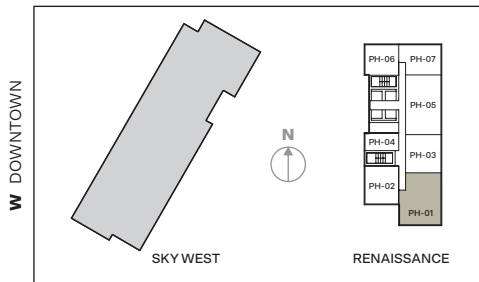 W DOWNTOWN
PH-06
PH-07
PH-05
N
PH-04
PH-03
PH-02
PH-01
SKY WEST
RENAISSANCE